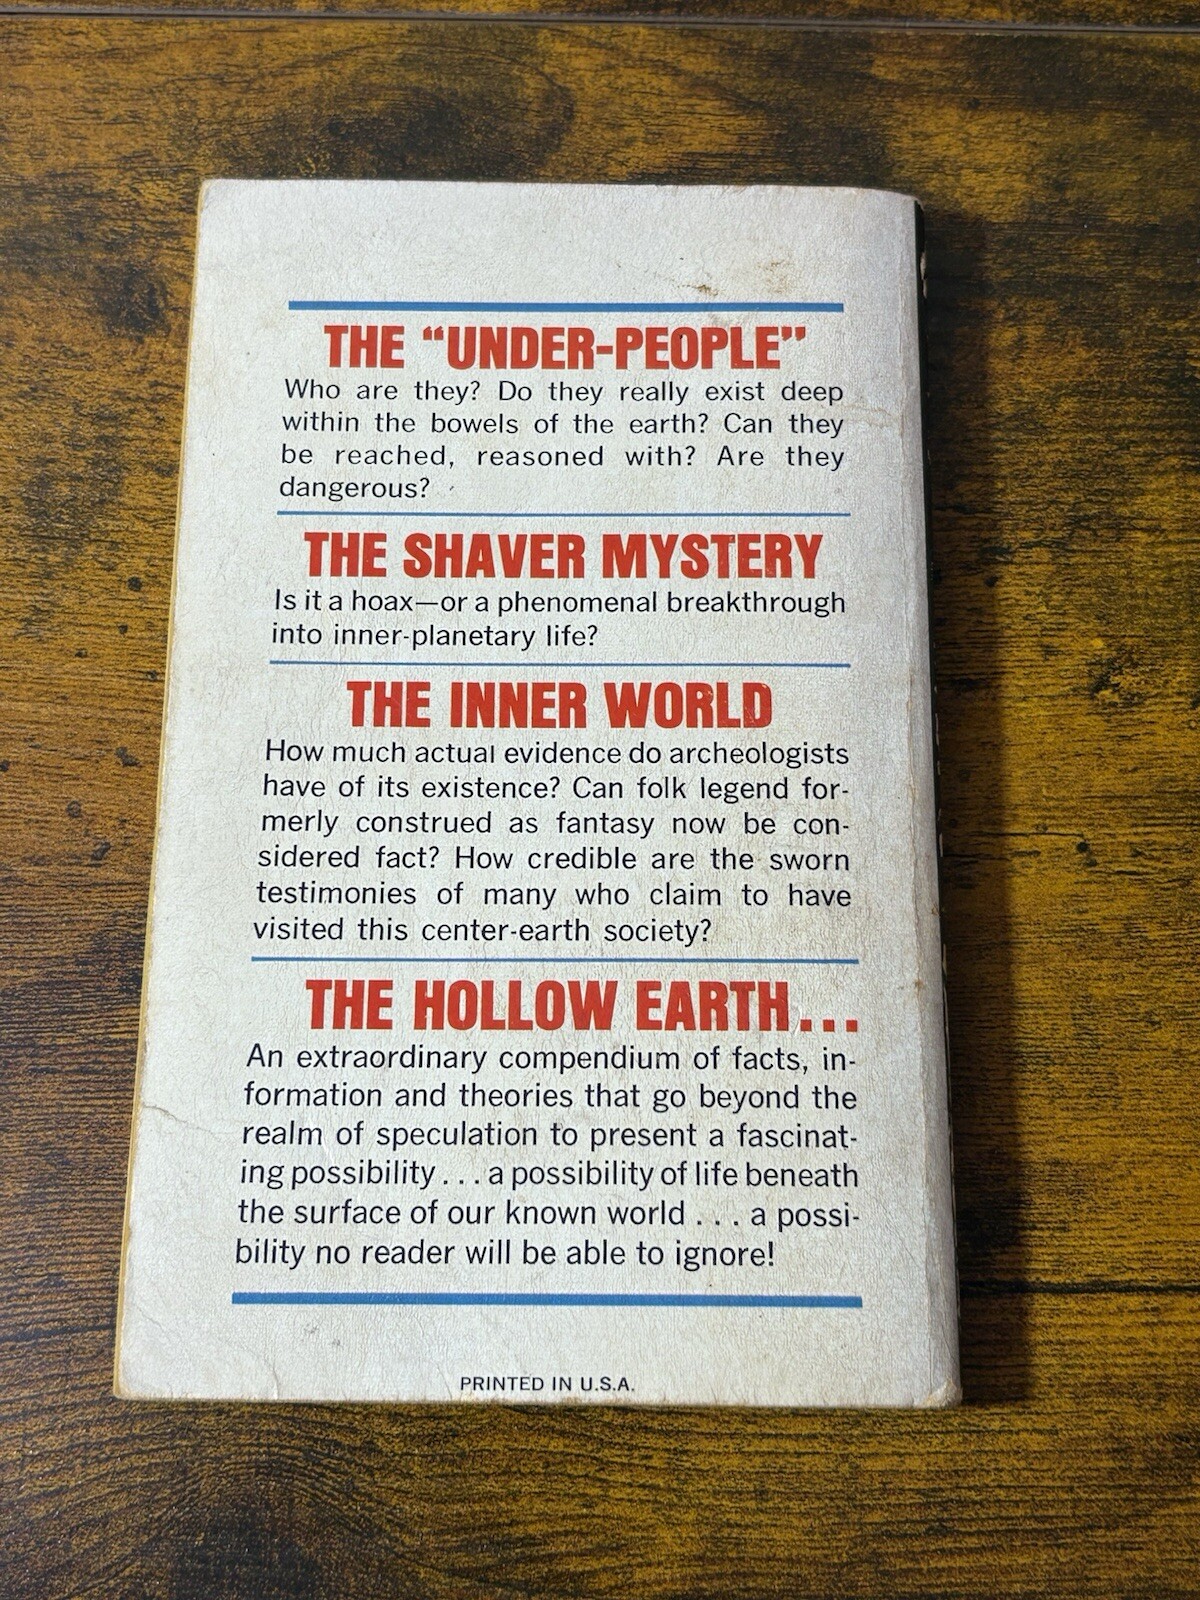 THE “UNDER-PEOPLE”
Who are they? Do they really exist deep
within the bowels of the earth? Can they
be reached, reasoned with? Are they
dangerous?
THE SHAVER MYSTERY
Is it a hoax—or a phenomenal breakthrough
into inner-planetary life?
THE INNER WORLD
How much actual evidence do archeologists
have of its existence? Can folk legend for-
merly construed as fantasy now be con-
sidered fact? How credible are the sworn
testimonies of many who claim to have
visited this center-earth society?
THE HOLLOW EARTH...
An extraordinary compendium of facts, in-
formation and theories that go beyond the
realm of speculation to present a fascinat-
ing possibility . . . a possibility of life beneath
the surface of our known world . . . a possi-
bility no reader will be able to ignore!
PRINTED IN U.S.A.